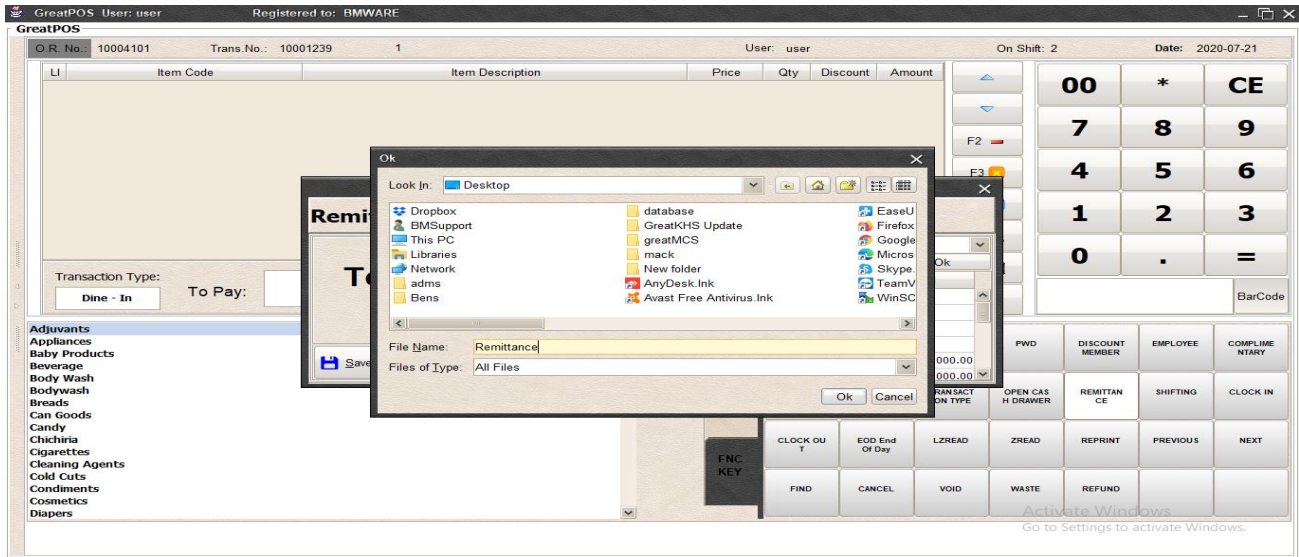 GreatPOS User: user Registered to: BMWARE
GreatPOS
O.R. No.: 10004101 Trans.No.: 10001239 1 User: user On Shift: 2 Date: 2020-07-21
LI Item Code Item Description Price Qty Discount Amount
00 * CE
7 8 9
F2
F3
4 5 6
1 2 3
0 . =
BarCode
Transaction Type:
Dine - In
To Pay:
Remit
To
Ok
Save
000.00
000.00
Ok
Look In: Desktop
Dropbox
BMSupport
This PC
Libraries
Network
adms
Bens
database
GreatKHS Update
greatMCS
mack
New folder
AnyDesk.lnk
Avast Free Antivirus.lnk
EaseU
Firefox
Google
Micros
Skype.
TeamV
WinSC
File Name: Remittance
Files of Type: All Files
Ok Cancel
Adjuvants
Appliances
Baby Products
Beverage
Body Wash
Bodywash
Breads
Can Goods
Candy
Chichiria
Cigarettes
Cleaning Agents
Cold Cuts
Condiments
Cosmetics
Diapers
FNC
KEY
PWD
DISCOUNT
MEMBER
EMPLOYEE
COMPLIME
NTARY
RANSACT
ON TYPE
OPEN CAS
H DRAWER
REMITTAN
CE
SHIFTING
CLOCK IN
CLOCK OU
T
EOD End
Of Day
LZREAD
ZREAD
REPRINT
PREVIOUS
NEXT
FIND
CANCEL
VOID
WASTE
REFUND
Activate Windows
Go to Settings to activate Windows.